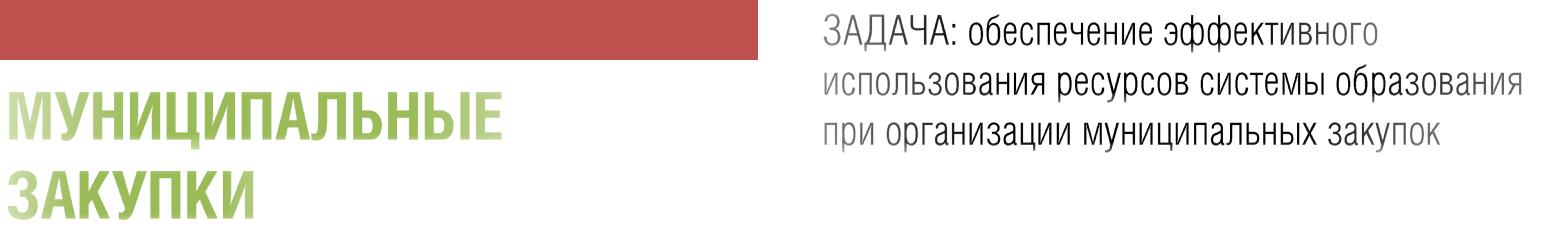 МУНИЦИПАЛЬНЫЕ
ЗАКУПКИ
ЗАДАЧА: обеспечение эффективного
использования ресурсов системы образования
при организации муниципальных закупок